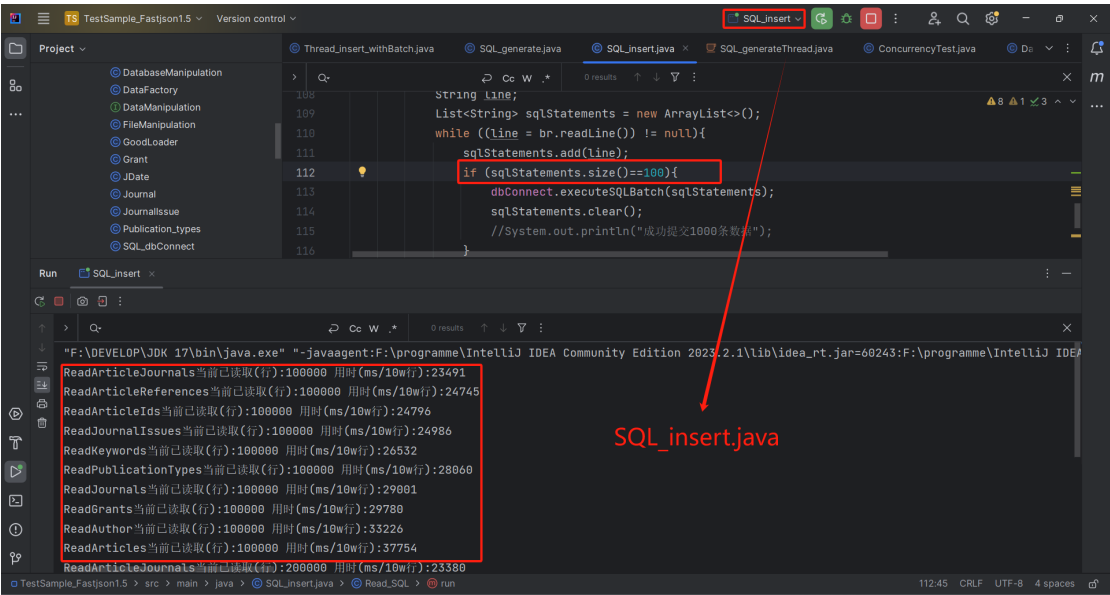 TS TestSample_Fastjson1.5 Version control SQL_insert
Project
Thread_insert_withBatch.java SQL_generate.java SQL_insert.java SQL_generateThread.java ConcurrencyTest.java Da
DatabaseManipulation
DataFactory
DataManipulation
FileManipulation
GoodLoader
Grant
JDate
Journal
JournalIssue
Publication_types
SQL_dbConnect
Cc W .* 0 results
8 1 3
108 String line;
109 List<String> sqlStatements = new ArrayList<>();
110 while ((line = br.readLine()) != null){
111 sqlStatements.add(line);
112 if (sqlStatements.size()==100){
113 dbConnect.executeSQLBatch(sqlStatements);
114 sqlStatements.clear();
115 //System.out.println("成功提交1000条数据");
116 }
m
Run SQL_insert
Cc W .* 0 results
"F:\DEVELOP\JDK 17\bin\java.exe" "-javaagent:F:\programme\IntelliJ IDEA Community Edition 2023.2.1\lib\idea_rt.jar=60243:F:\programme\IntelliJ IDEA
ReadArticleJournals当前已读取(行):100000 用时(ms/10w行):23491
ReadArticleReferences当前已读取(行):100000 用时(ms/10w行):24745
ReadArticleIds当前已读取(行):100000 用时(ms/10w行):24796
ReadJournalIssues当前已读取(行):100000 用时(ms/10w行):24986
ReadKeywords当前已读取(行):100000 用时(ms/10w行):26532
ReadPublicationTypes当前已读取(行):100000 用时(ms/10w行):28060
ReadJournals当前已读取(行):100000 用时(ms/10w行):29001
ReadGrants当前已读取(行):100000 用时(ms/10w行):29780
ReadAuthor当前已读取(行):100000 用时(ms/10w行):33226
ReadArticles当前已读取(行):100000 用时(ms/10w行):37754
ReadArticleJournals当前已读取(行):200000 用时(ms/10w行):23380
SQL_insert.java
TestSample_Fastjson1.5 > src > main > java > SQL_insert.java > Read_SQL > run 112:45 CRLF UTF-8 4 spaces